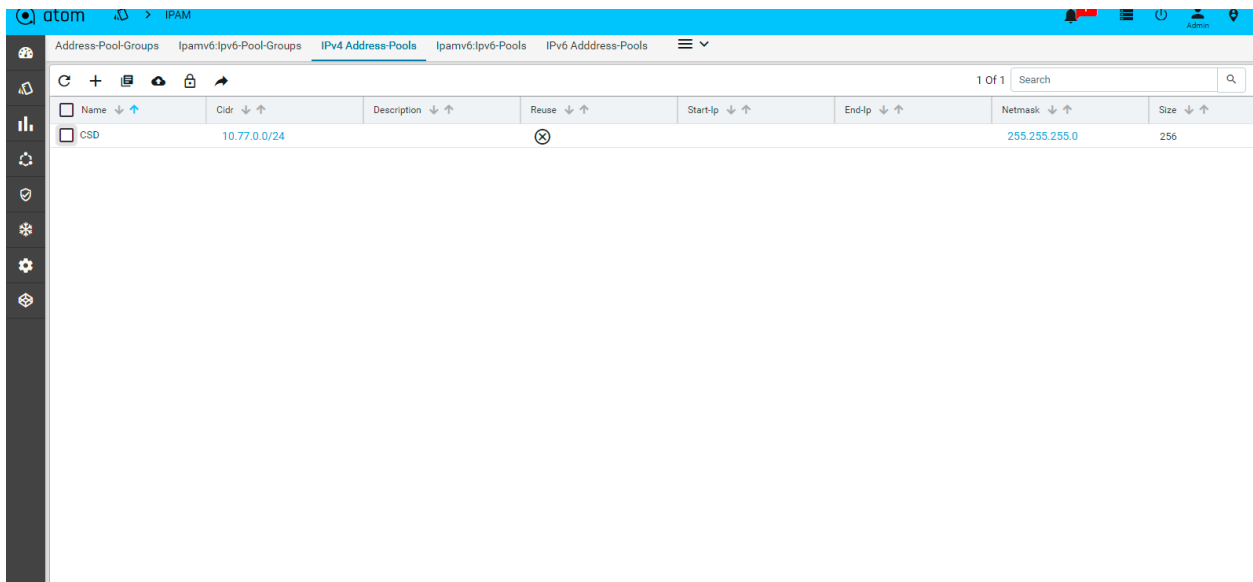 atom > IPAM
Admin
Address-Pool-Groups Ipamv6:Ipv6-Pool-Groups IPv4 Address-Pools Ipamv6:Ipv6-Pools IPv6 Adddress-Pools
1 Of 1 Search
Name Cidr Description Reuse Start-Ip End-Ip Netmask Size
CSD 10.77.0.0/24 255.255.255.0 256